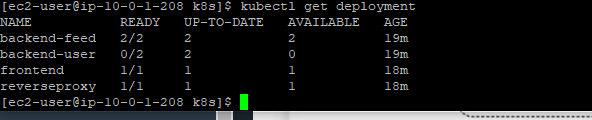 [ec2-user@ip-10-0-1-208 k8s]$ kubectl get deployment
NAME           READY   UP-TO-DATE   AVAILABLE   AGE
backend-feed   2/2     2            2           19m
backend-user   0/2     2            0           19m
frontend       1/1     1            1           18m
reverseproxy   1/1     1            1           18m
[ec2-user@ip-10-0-1-208 k8s]$